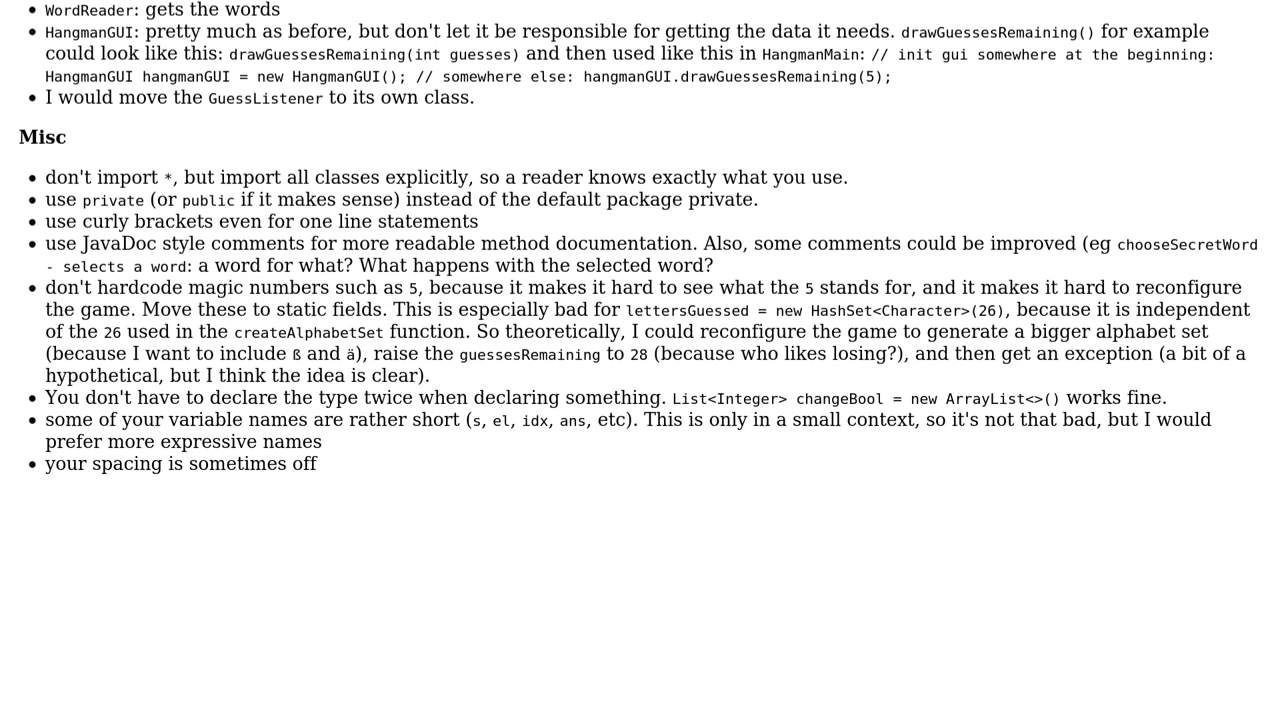 • WordReader: gets the words
• HangmanGUI: pretty much as before, but don't let it be responsible for getting the data it needs. drawGuessesRemaining() for example
could look like this: drawGuessesRemaining(int guesses) and then used like this in HangmanMain: // init gui somewhere at the beginning:
HangmanGUI hangmanGUI = new HangmanGUI(); // somewhere else: hangmanGUI.drawGuessesRemaining(5);
• I would move the GuessListener to its own class.
Misc
• don't import *, but import all classes explicitly, so a reader knows exactly what you use.
• use private (or public if it makes sense) instead of the default package private.
• use curly brackets even for one line statements
• use JavaDoc style comments for more readable method documentation. Also, some comments could be improved (eg chooseSecretWord
- selects a word: a word for what? What happens with the selected word?
• don't hardcode magic numbers such as 5, because it makes it hard to see what the 5 stands for, and it makes it hard to reconfigure
the game. Move these to static fields. This is especially bad for lettersGuessed = new HashSet<Character>(26), because it is independent
of the 26 used in the createAlphabetSet function. So theoretically, I could reconfigure the game to generate a bigger alphabet set
(because I want to include ß and ä), raise the guessesRemaining to 28 (because who likes losing?), and then get an exception (a bit of a
hypothetical, but I think the idea is clear).
• You don't have to declare the type twice when declaring something. List<Integer> changeBool = new ArrayList<>() works fine.
• some of your variable names are rather short (s, el, idx, ans, etc). This is only in a small context, so it's not that bad, but I would
prefer more expressive names
• your spacing is sometimes off